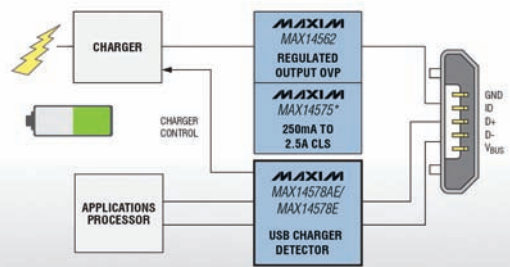 CHARGER
MAXIM
MAX14562
REGULATED
OUTPUT OVP
MAXIM
MAX14575*
250mA TO
2.5A CLS
CHARGER
CONTROL
MAXIM
MAX14578AE/
MAX14578E
USB CHARGER
DETECTOR
APPLICATIONS
PROCESSOR
GND
ID
D+
D-
VBUS